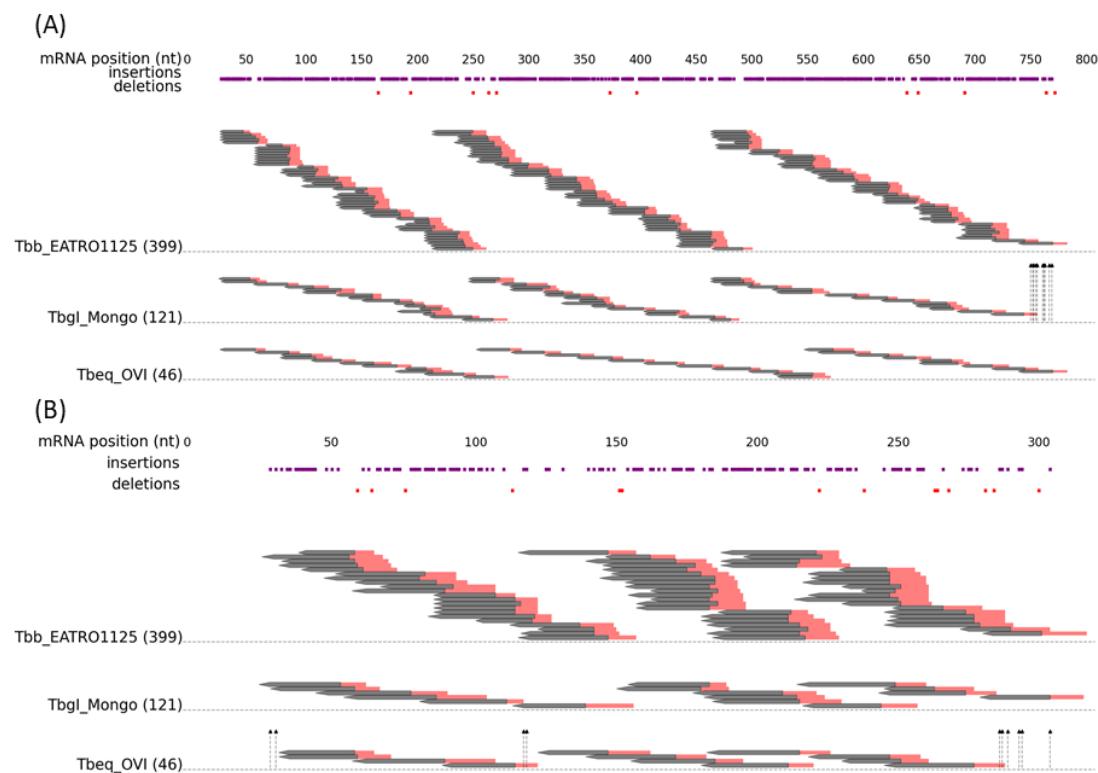 (A)
mRNA position (nt) 0 50 100 150 200 250 300 350 400 450 500 550 600 650 700 750 800
insertions
deletions
Tbb_EATRO1125 (399)
TbgI_Mongo (121)
Tbeq_OVI (46)
(B)
mRNA position (nt) 0 50 100 150 200 250 300
insertions
deletions
Tbb_EATRO1125 (399)
TbgI_Mongo (121)
Tbeq_OVI (46)